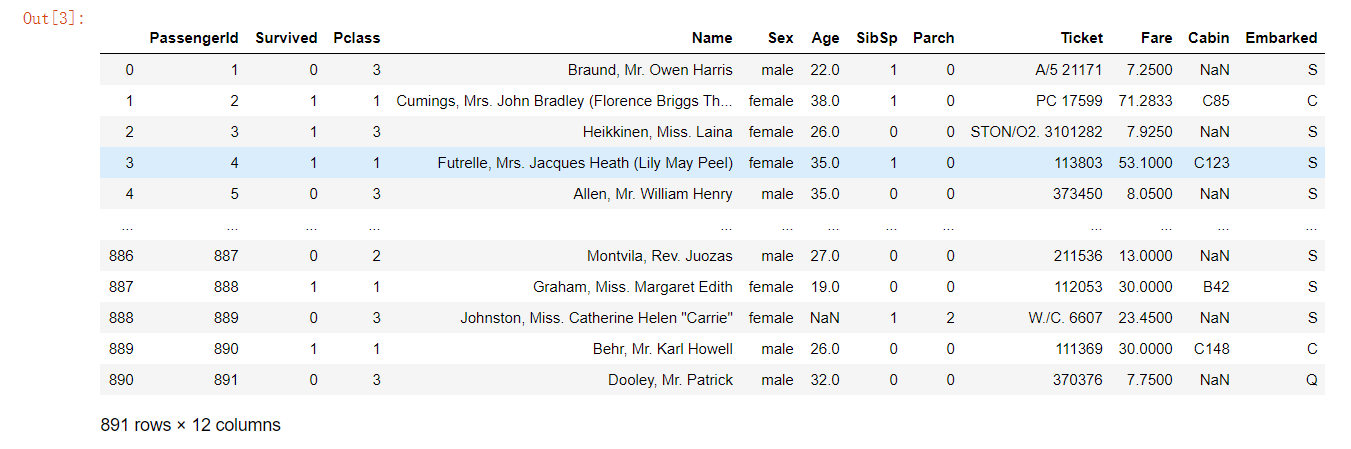 Out[3]:
PassengerId Survived Pclass Name Sex Age SibSp Parch Ticket Fare Cabin Embarked
0 1 0 3 Braund, Mr. Owen Harris male 22.0 1 0 A/5 21171 7.2500 NaN S
1 2 1 1 Cumings, Mrs. John Bradley (Florence Briggs Th... female 38.0 1 0 PC 17599 71.2833 C85 C
2 3 1 3 Heikkinen, Miss. Laina female 26.0 0 0 STON/O2. 3101282 7.9250 NaN S
3 4 1 1 Futrelle, Mrs. Jacques Heath (Lily May Peel) female 35.0 1 0 113803 53.1000 C123 S
4 5 0 3 Allen, Mr. William Henry male 35.0 0 0 373450 8.0500 NaN S
... ... ... ... ... ... ... ... ... ... ... ... ...
886 887 0 2 Montvila, Rev. Juozas male 27.0 0 0 211536 13.0000 NaN S
887 888 1 1 Graham, Miss. Margaret Edith female 19.0 0 0 112053 30.0000 B42 S
888 889 0 3 Johnston, Miss. Catherine Helen "Carrie" female NaN 1 2 W./C. 6607 23.4500 NaN S
889 890 1 1 Behr, Mr. Karl Howell male 26.0 0 0 111369 30.0000 C148 C
890 891 0 3 Dooley, Mr. Patrick male 32.0 0 0 370376 7.7500 NaN Q
891 rows × 12 columns